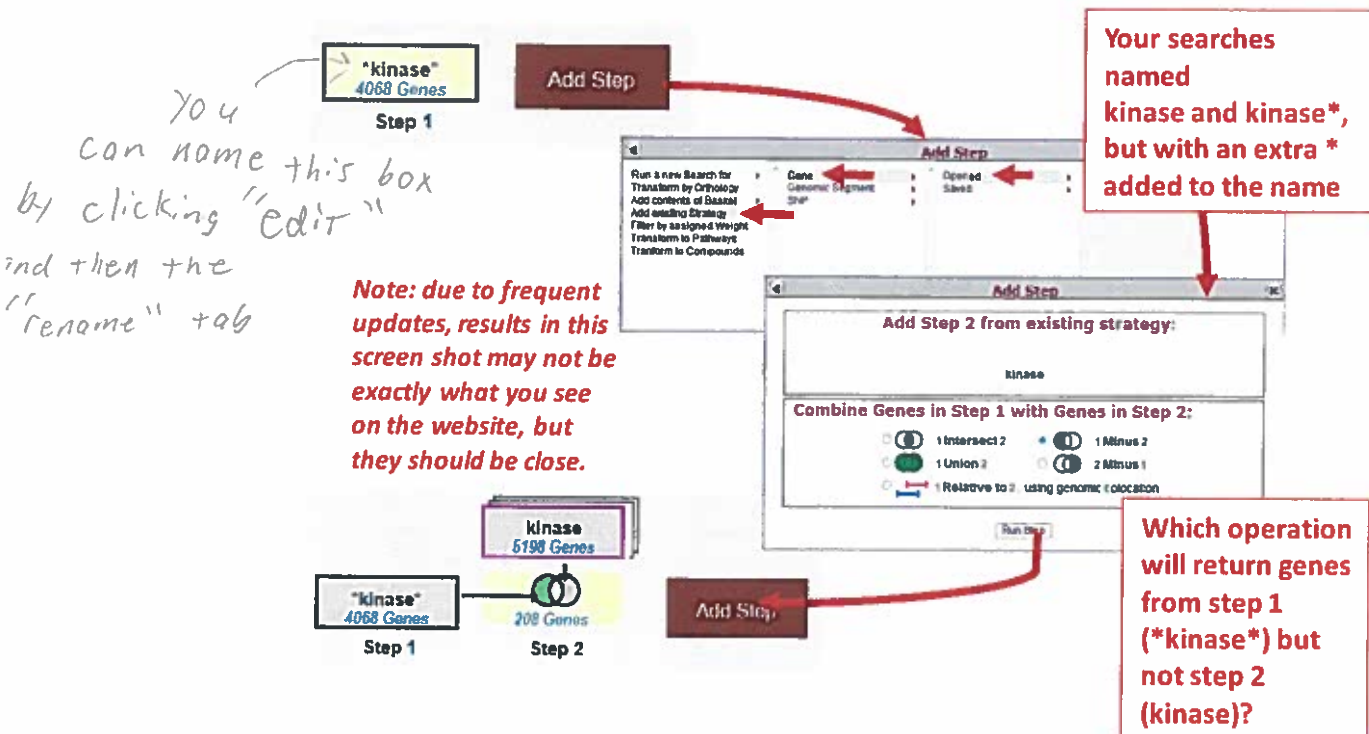 "kinase"
4068 Genes
Step 1
Add Step
Your searches
named
kinase and kinase*,
but with an extra *
added to the name
you
can name this box
by clicking "edit"
and then the
"rename" tab
Add Step
Run a new Search for
Transform by Orthology
Add contents of Basket
Add existing Strategy
Filter by assigned Weight
Transform to Pathways
Tranform to Compounds
Gene
Genomic Segment
SNP
Opened
Saved
Note: due to frequent
updates, results in this
screen shot may not be
exactly what you see
on the website, but
they should be close.
Add Step
Add Step 2 from existing strategy:
kinase
Combine Genes in Step 1 with Genes in Step 2:
1 Intersect 2
1 Minus 2
1 Union 2
2 Minus 1
1 Relative to 2, using genomic colocation
Run Step
kinase
5198 Genes
"kinase"
4068 Genes
Step 1
208 Genes
Step 2
Add Step
Which operation
will return genes
from step 1
(*kinase*) but
not step 2
(kinase)?